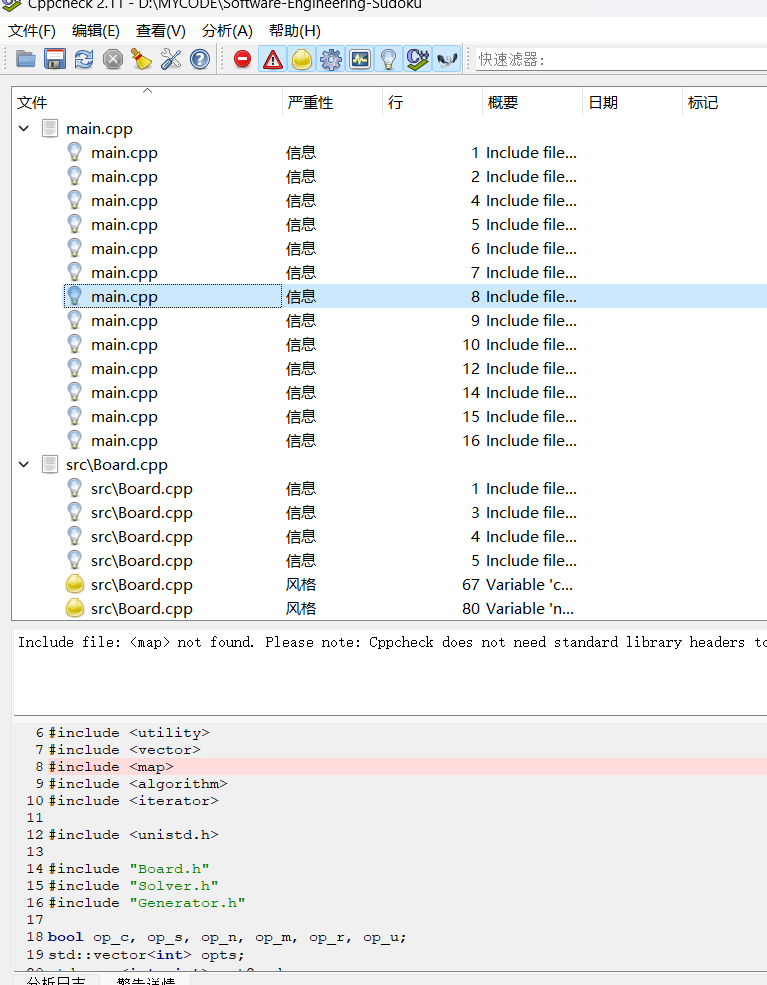 Cppcheck 2.11 - D:\MYCODE\Software-Engineering-Sudoku
文件(F) 编辑(E) 查看(V) 分析(A) 帮助(H)
快速滤器:
文件 严重性 行 概要 日期 标记
main.cpp
main.cpp 信息 1 Include file...
main.cpp 信息 2 Include file...
main.cpp 信息 4 Include file...
main.cpp 信息 5 Include file...
main.cpp 信息 6 Include file...
main.cpp 信息 7 Include file...
main.cpp 信息 8 Include file...
main.cpp 信息 9 Include file...
main.cpp 信息 10 Include file...
main.cpp 信息 12 Include file...
main.cpp 信息 14 Include file...
main.cpp 信息 15 Include file...
main.cpp 信息 16 Include file...
src\Board.cpp
src\Board.cpp 信息 1 Include file...
src\Board.cpp 信息 3 Include file...
src\Board.cpp 信息 4 Include file...
src\Board.cpp 信息 5 Include file...
src\Board.cpp 风格 67 Variable 'c...
src\Board.cpp 风格 80 Variable 'n...
Include file: <map> not found. Please note: Cppcheck does not need standard library headers to
6 #include <utility>
7 #include <vector>
8 #include <map>
9 #include <algorithm>
10 #include <iterator>
11
12 #include <unistd.h>
13
14 #include "Board.h"
15 #include "Solver.h"
16 #include "Generator.h"
17
18 bool op_c, op_s, op_n, op_m, op_r, op_u;
19 std::vector<int> opts;
分析日志 警告详情